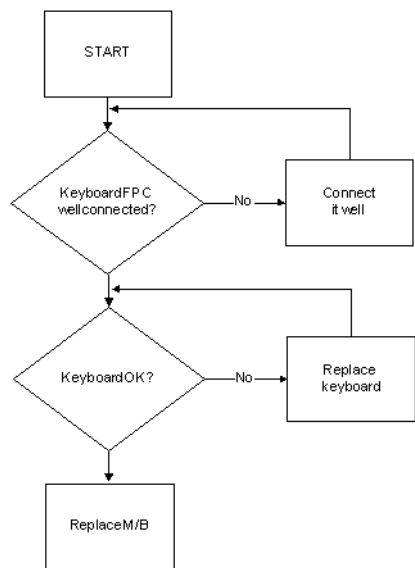 START
KeyboardFPC
wellconnected?
No
Connect
it well
KeyboardOK?
No
Replace
keyboard
ReplaceM/B